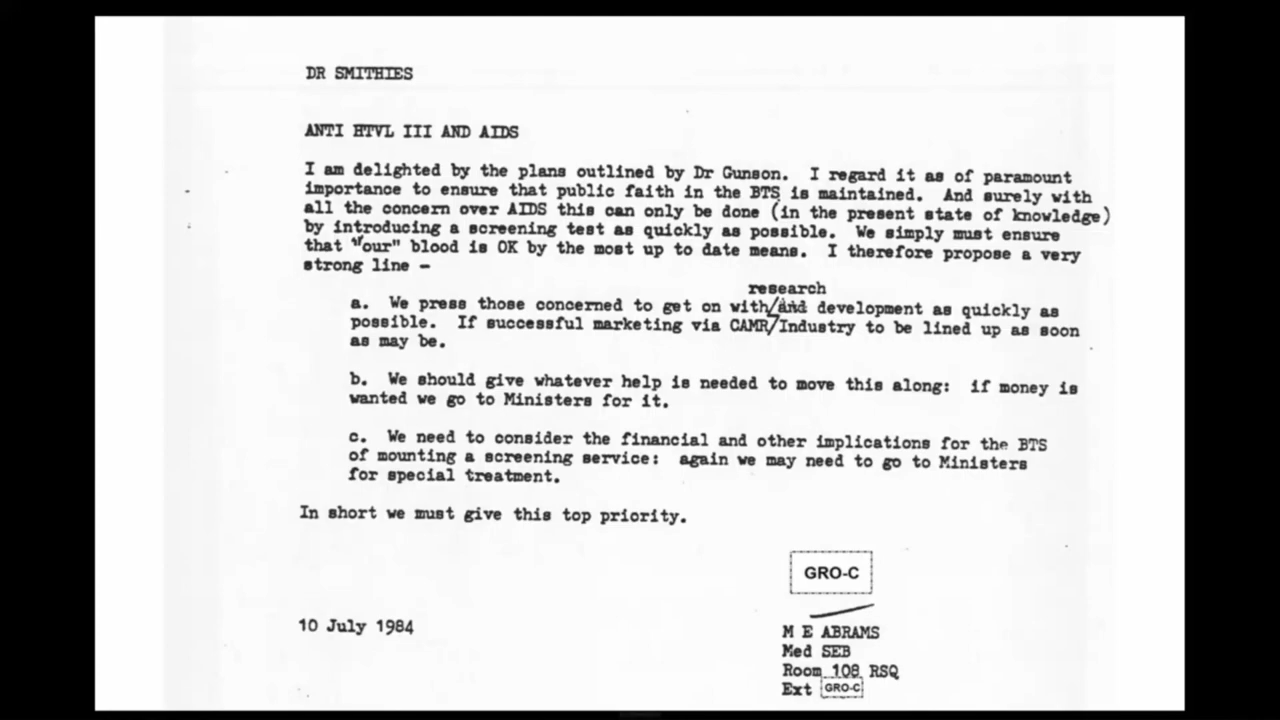 DR SMITHIES
ANTI HTVL III AND AIDS
I am delighted by the plans outlined by Dr Gunson. I regard it as of paramount
importance to ensure that public faith in the BTS is maintained. And surely with
all the concern over AIDS this can only be done (in the present state of knowledge)
by introducing a screening test as quickly as possible. We simply must ensure
that "our" blood is OK by the most up to date means. I therefore propose a very
strong line -
research
a. We press those concerned to get on with/and development as quickly as
possible. If successful marketing via CAMR/Industry to be lined up as soon
as may be.
b. We should give whatever help is needed to move this along: if money is
wanted we go to Ministers for it.
c. We need to consider the financial and other implications for the BTS
of mounting a screening service: again we may need to go to Ministers
for special treatment.
In short we must give this top priority.
GRO-C
10 July 1984
M E ABRAMS
Med SEB
Room 108 RSQ
Ext GRO-C